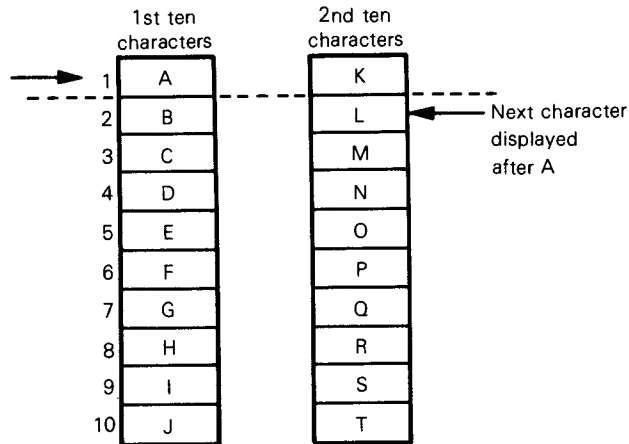 1st ten
characters
2nd ten
characters
1 A K
2 B L
Next character
displayed
after A
3 C M
4 D N
5 E O
6 F P
7 G Q
8 H R
9 I S
10 J T